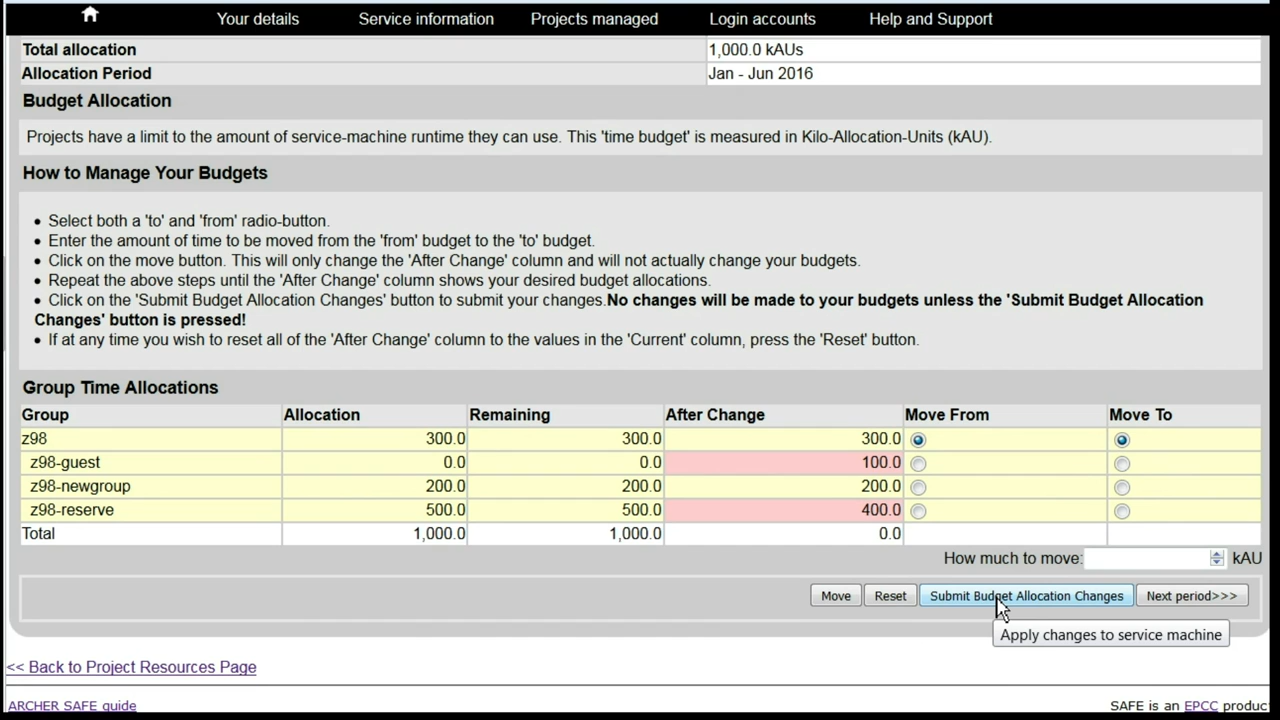 Your details Service information Projects managed Login accounts Help and Support
Total allocation 1,000.0 kAUs
Allocation Period Jan - Jun 2016
Budget Allocation
Projects have a limit to the amount of service-machine runtime they can use. This 'time budget' is measured in Kilo-Allocation-Units (kAU).
How to Manage Your Budgets
• Select both a 'to' and 'from' radio-button.
• Enter the amount of time to be moved from the 'from' budget to the 'to' budget.
• Click on the move button. This will only change the 'After Change' column and will not actually change your budgets.
• Repeat the above steps until the 'After Change' column shows your desired budget allocations.
• Click on the 'Submit Budget Allocation Changes' button to submit your changes.No changes will be made to your budgets unless the 'Submit Budget Allocation
Changes' button is pressed!
• If at any time you wish to reset all of the 'After Change' column to the values in the 'Current' column, press the 'Reset' button.
Group Time Allocations
Group Allocation Remaining After Change Move From Move To
z98 300.0 300.0 300.0
z98-guest 0.0 0.0 100.0
z98-newgroup 200.0 200.0 200.0
z98-reserve 500.0 500.0 400.0
Total 1,000.0 1,000.0 0.0
How much to move: kAU
Move Reset Submit Budget Allocation Changes Next period>>>
Apply changes to service machine
<< Back to Project Resources Page
ARCHER SAFE guide SAFE is an EPCC produc